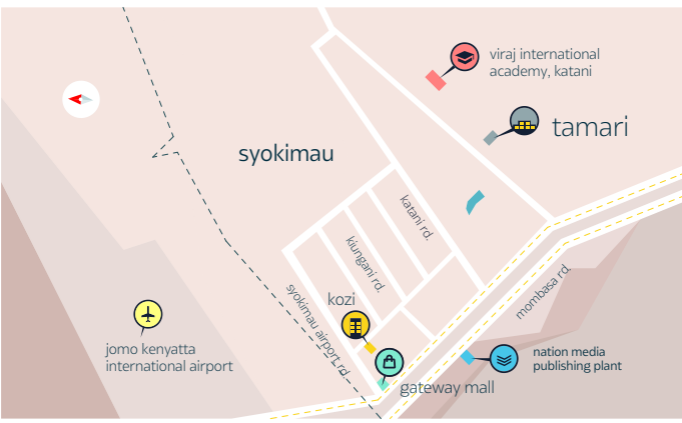 viraj international
academy, katani
tamari
syokimau
katani rd.
kiungani rd.
syokimau airport rd.
mombasa rd.
kozi
jomo kenyatta
international airport
nation media
publishing plant
gateway mall